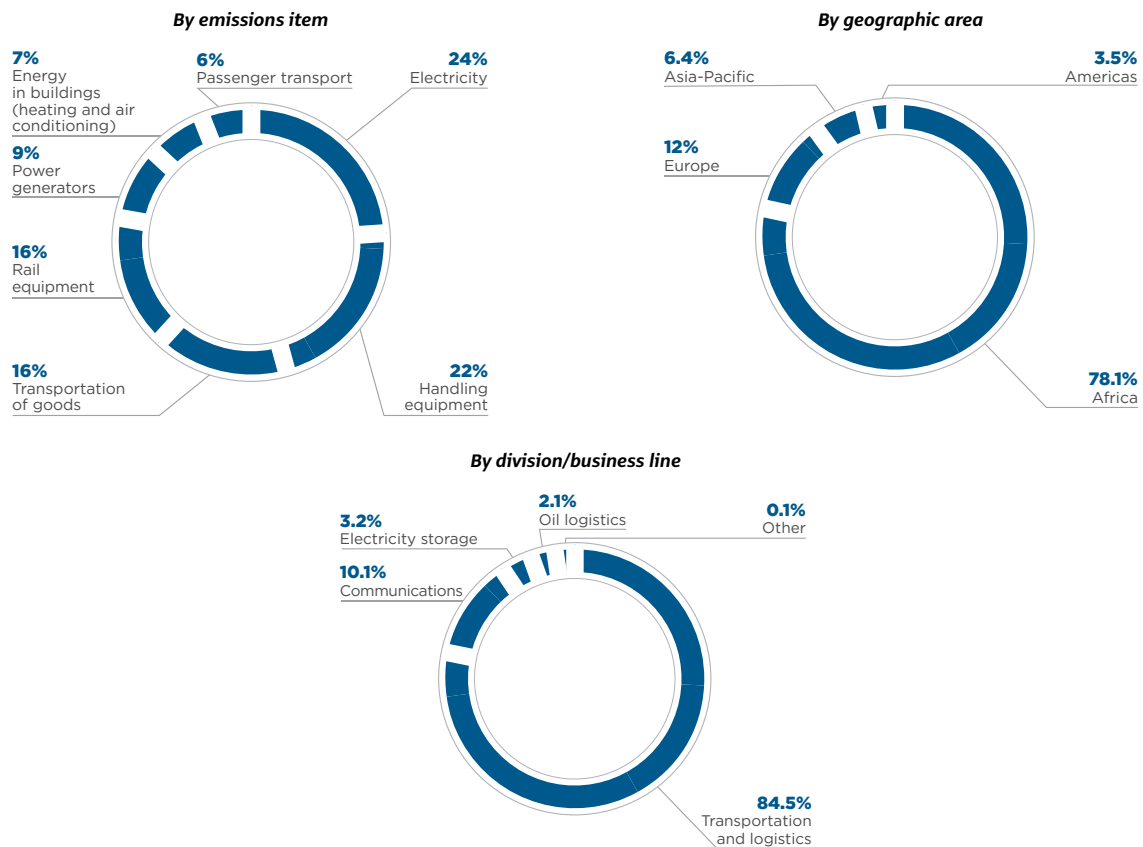 By emissions item
7%
Energy
in buildings
(heating and air
conditioning)
6%
Passenger transport
24%
Electricity
9%
Power
generators
16%
Rail
equipment
16%
Transportation
of goods
22%
Handling
equipment
By geographic area
6.4%
Asia-Pacific
3.5%
Americas
12%
Europe
78.1%
Africa
By division/business line
3.2%
Electricity storage
2.1%
Oil logistics
0.1%
Other
10.1%
Communications
84.5%
Transportation
and logistics